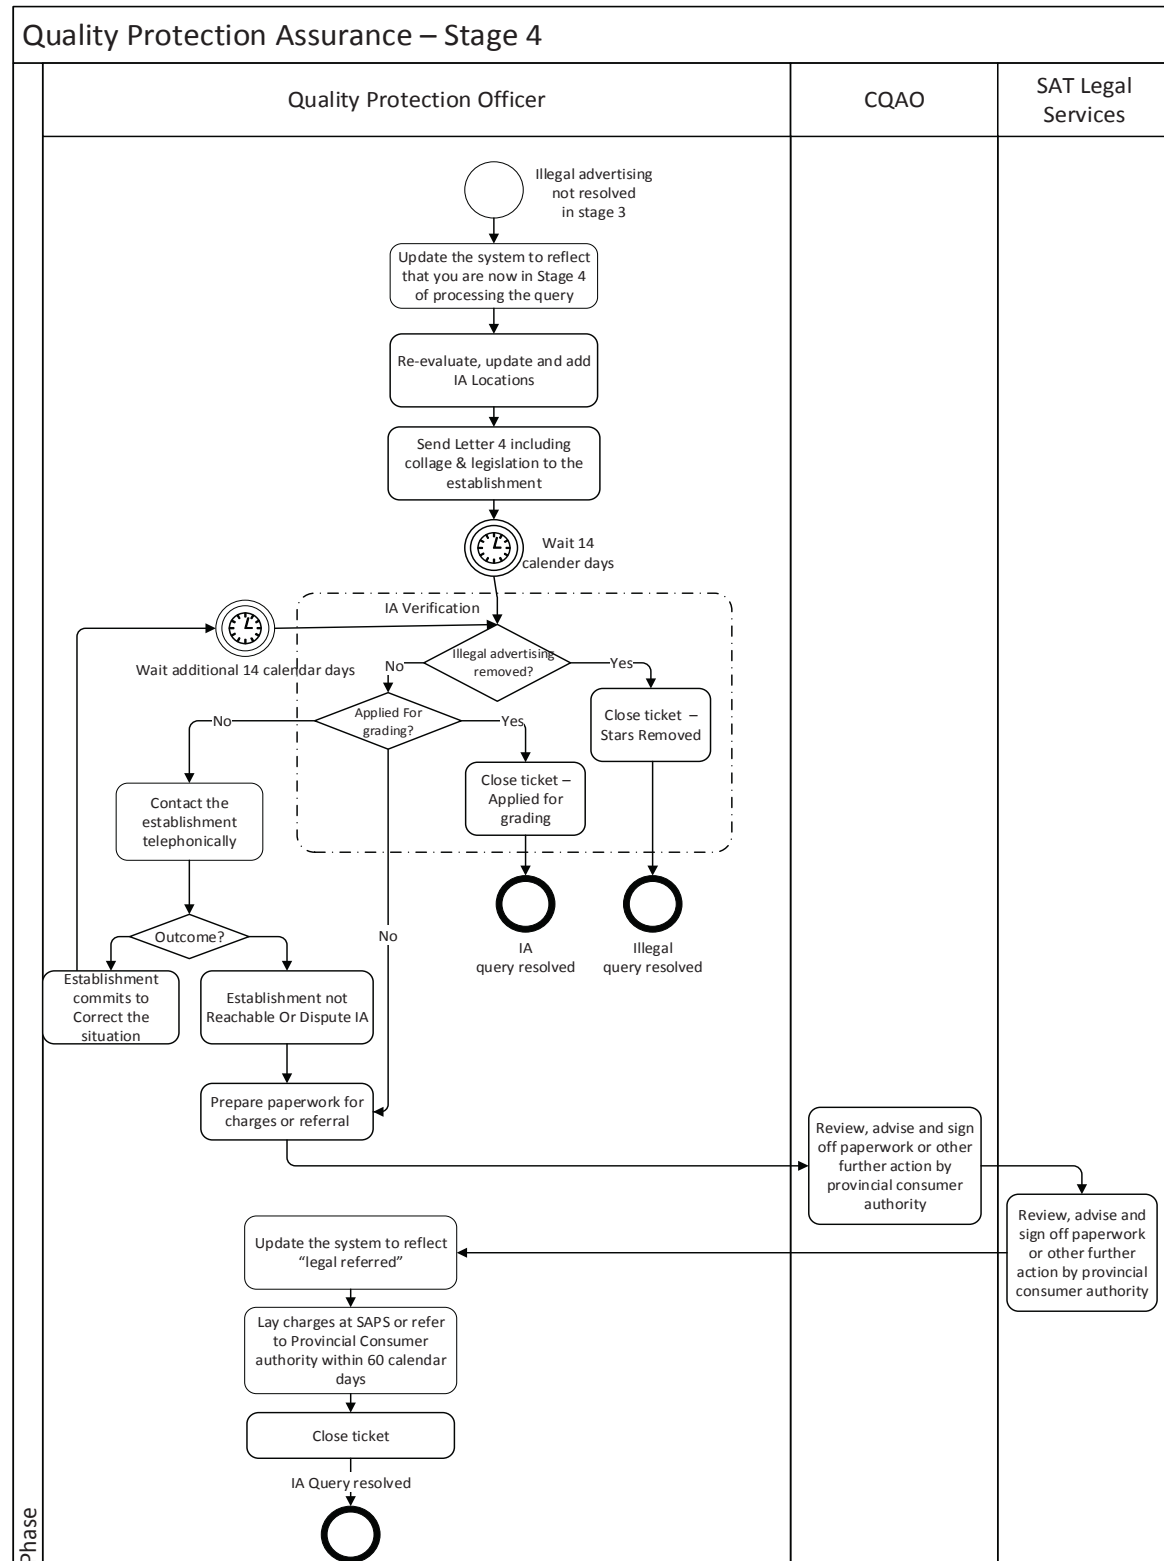 Quality Protection Assurance – Stage 4
Quality Protection Officer
CQAO
SAT Legal
Services
Illegal advertising
not resolved
in stage 3
Update the system to reflect
that you are now in Stage 4
of processing the query
Re-evaluate, update and add
IA Locations
Send Letter 4 including
collage & legislation to the
establishment
Wait 14
calender days
IA Verification
Wait additional 14 calendar days
Illegal advertising
removed?
No
Yes
Applied For
grading?
No
Yes
Close ticket –
Stars Removed
Close ticket –
Applied for
grading
Contact the
establishment
telephonically
IA
query resolved
Illegal
query resolved
No
Outcome?
Establishment
commits to
Correct the
situation
Establishment not
Reachable Or Dispute IA
Prepare paperwork for
charges or referral
Review, advise and sign
off paperwork or other
further action by
provincial consumer
authority
Review, advise and
sign off paperwork
or other further
action by provincial
consumer authority
Update the system to reflect
“legal referred”
Lay charges at SAPS or refer
to Provincial Consumer
authority within 60 calendar
days
Close ticket
IA Query resolved
Phase